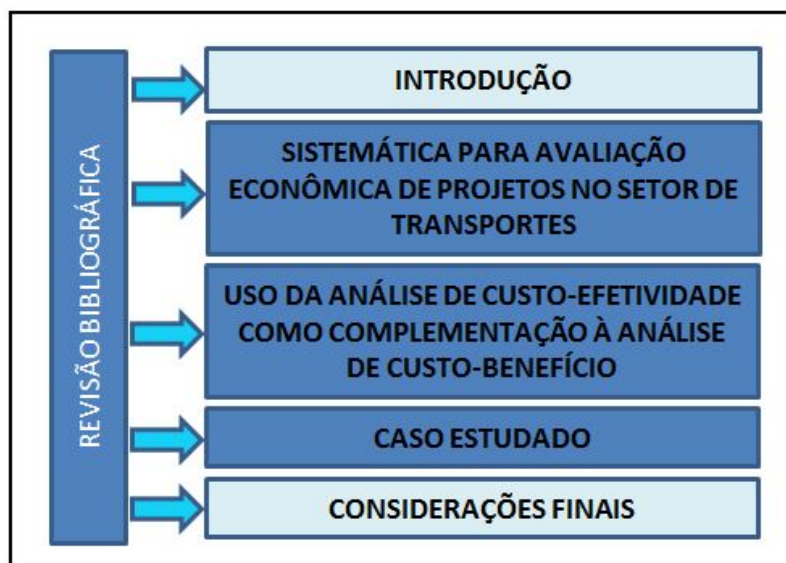 REVISÃO BIBLIOGRÁFICA
INTRODUÇÃO
SISTEMÁTICA PARA AVALIAÇÃO
ECONÔMICA DE PROJETOS NO SETOR DE
TRANSPORTES
USO DA ANÁLISE DE CUSTO-EFETIVIDADE
COMO COMPLEMENTAÇÃO À ANÁLISE
DE CUSTO-BENEFÍCIO
CASO ESTUDADO
CONSIDERAÇÕES FINAIS